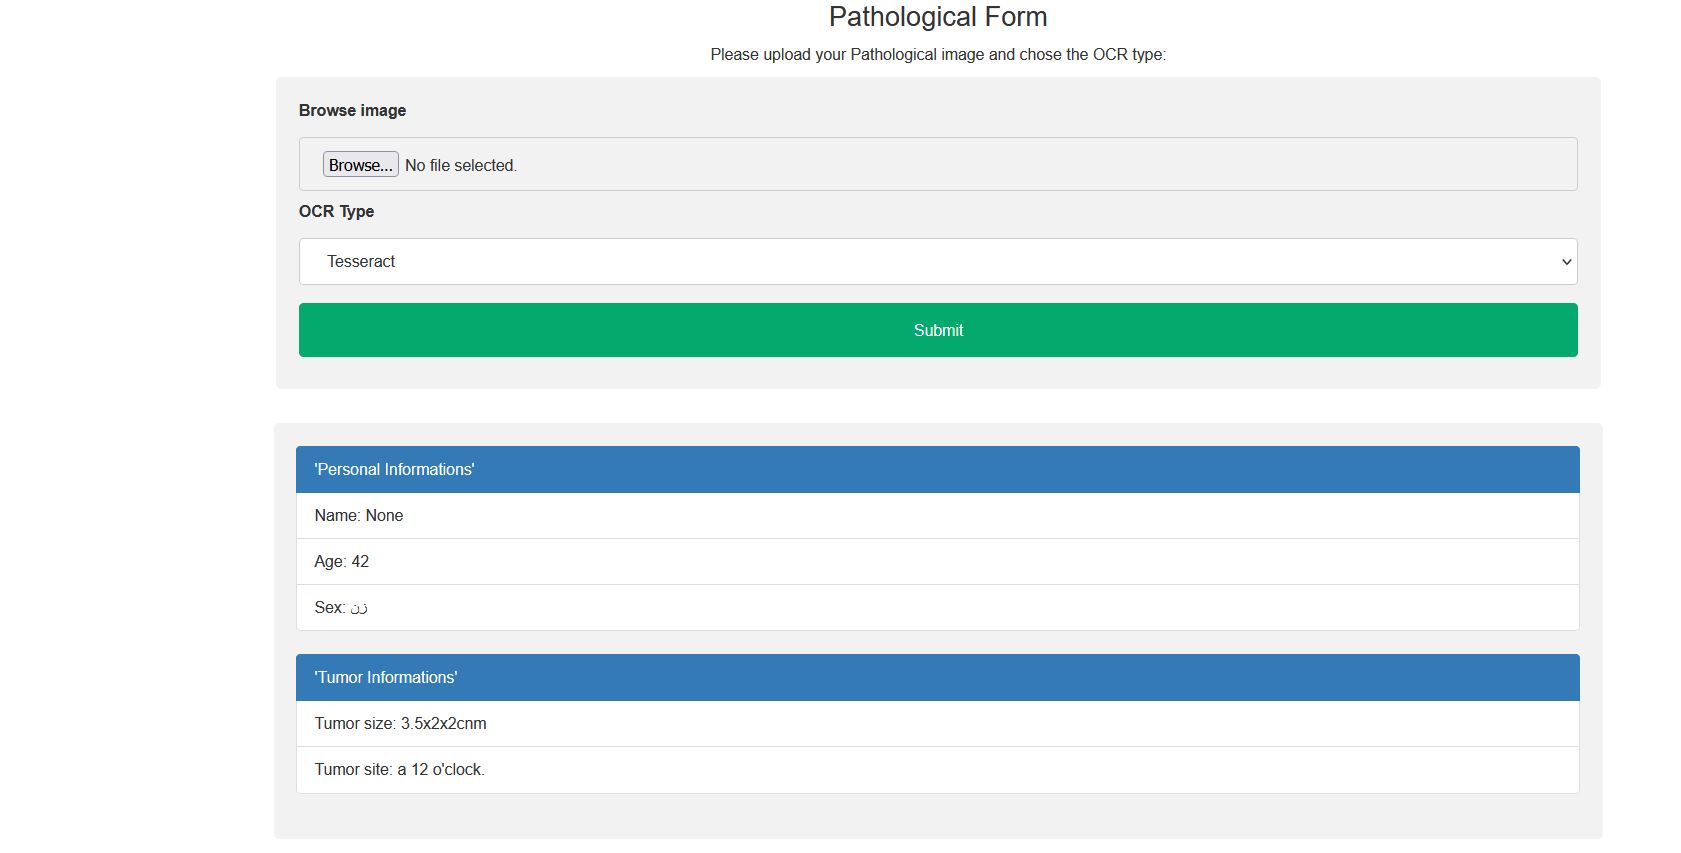 Pathological Form
Please upload your Pathological image and chose the OCR type:
Browse image
Browse... No file selected.
OCR Type
Tesseract
Submit
'Personal Informations'
Name: None
Age: 42
Sex: زن
'Tumor Informations'
Tumor size: 3.5x2x2cnm
Tumor site: a 12 o'clock.